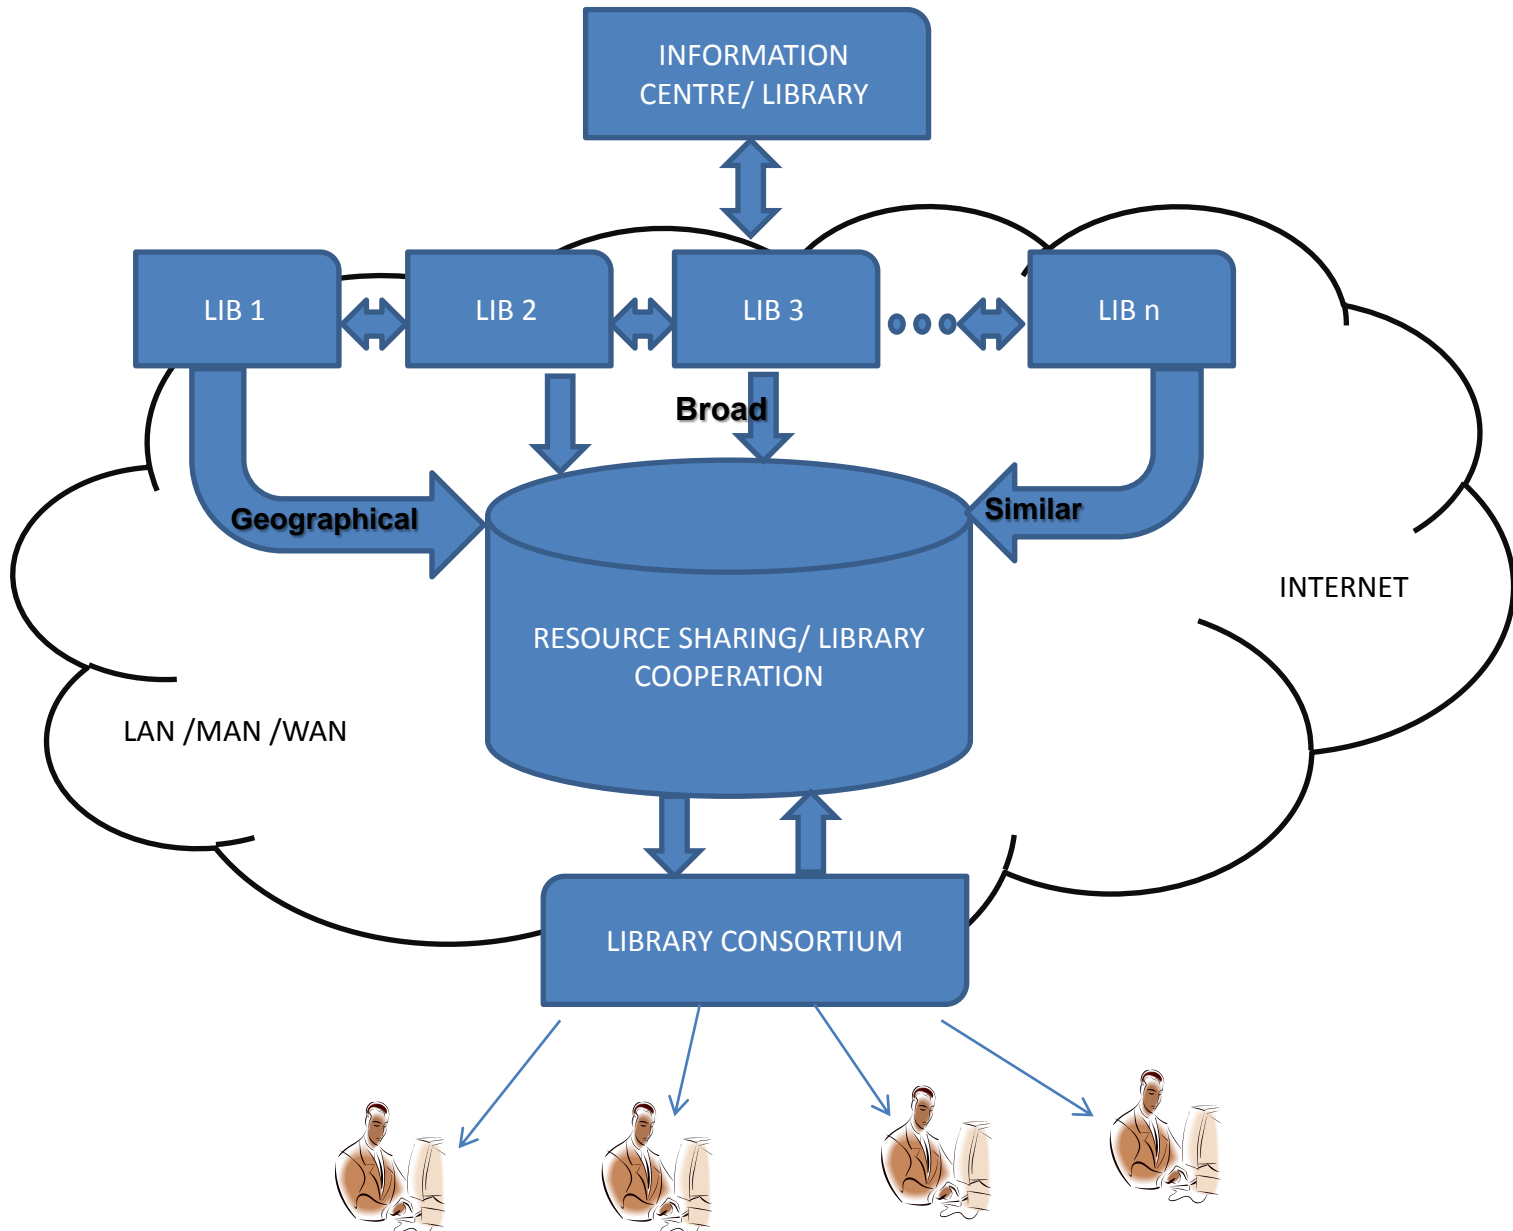 INFORMATION
CENTRE/ LIBRARY
LIB 1
LIB 2
LIB 3
LIB n
Broad
Geographical
Similar
INTERNET
RESOURCE SHARING/ LIBRARY
COOPERATION
LAN /MAN /WAN
LIBRARY CONSORTIUM